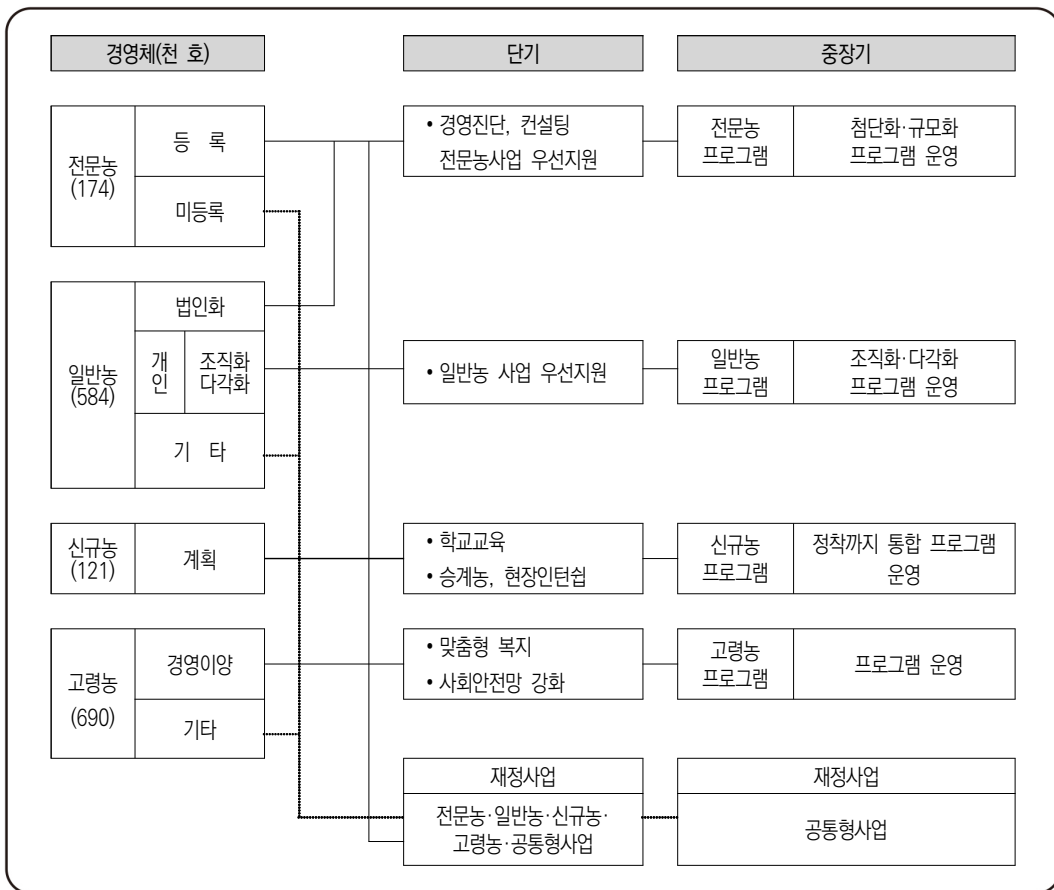 경영체(천 호)
단기
중장기
전문농
(174)
등 록
미등록
• 경영진단, 컨설팅
전문농사업 우선지원
전문농
프로그램
첨단화·규모화
프로그램 운영
일반농
(584)
법인화
개
인
조직화
다각화
기 타
• 일반농 사업 우선지원
일반농
프로그램
조직화·다각화
프로그램 운영
신규농
(121)
계획
• 학교교육
• 승계농, 현장인턴쉽
신규농
프로그램
정착까지 통합 프로그램
운영
고령농
(690)
경영이양
기타
• 맞춤형 복지
• 사회안전망 강화
고령농
프로그램
프로그램 운영
재정사업
전문농·일반농·신규농·
고령농·공통형사업
재정사업
공통형사업